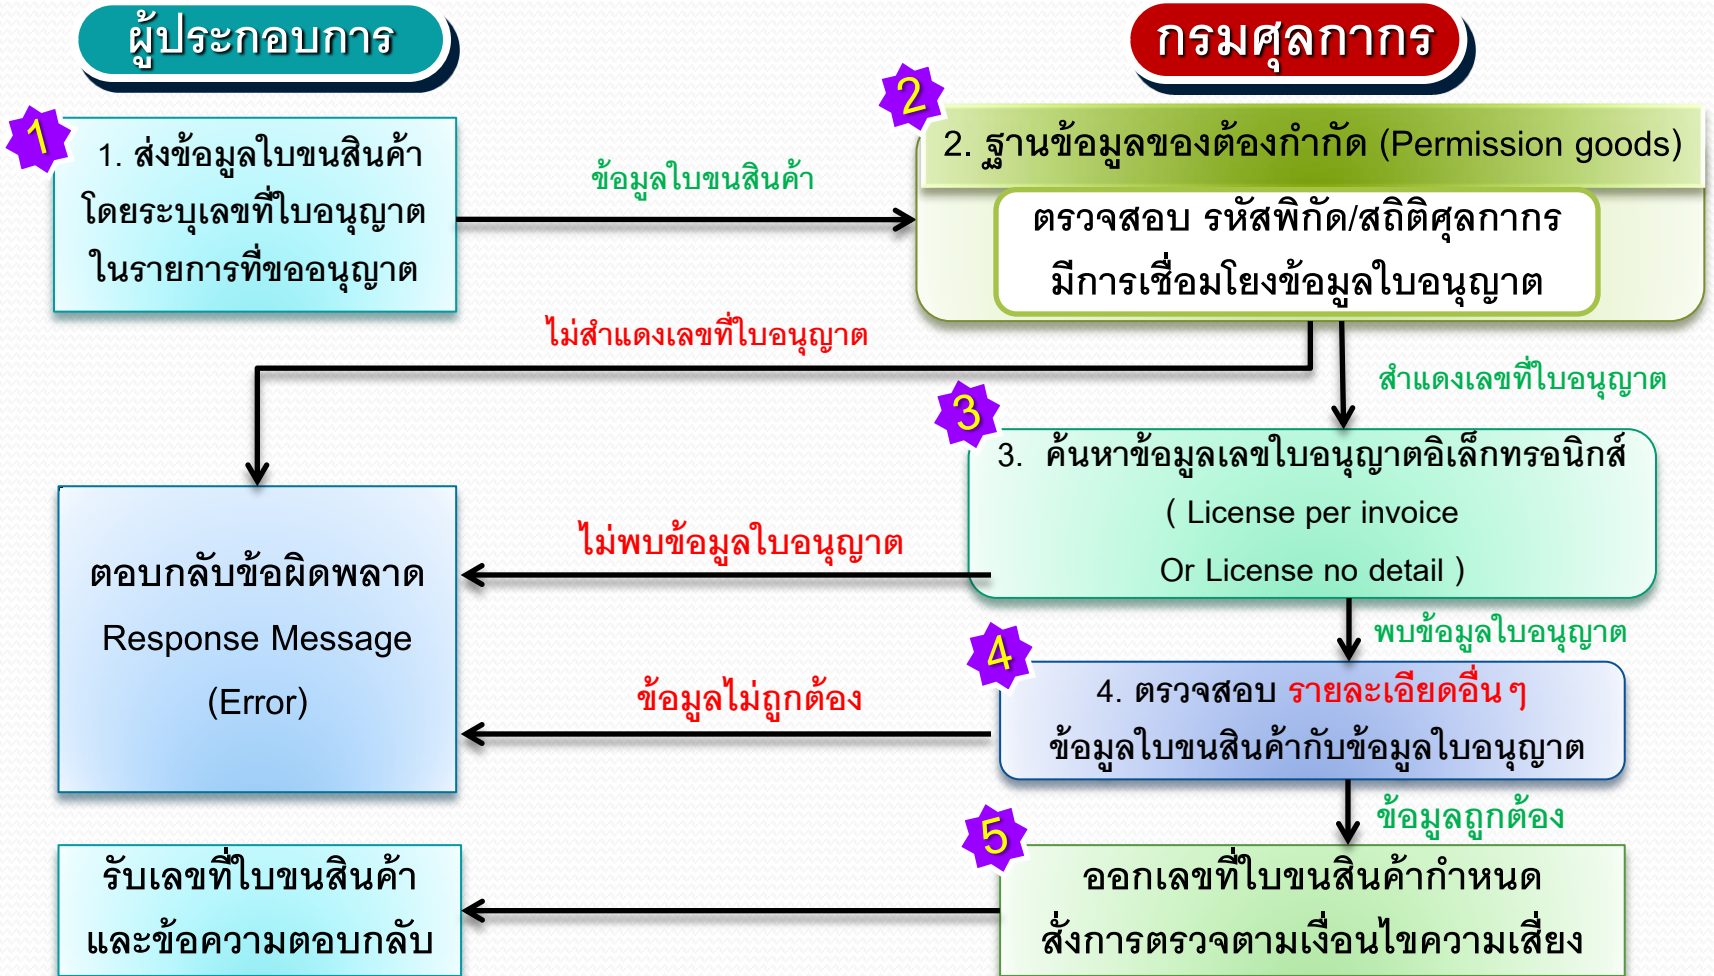 ผู้ประกอบการ
กรมศุลกากร
1
1. ส่งข้อมูลใบขนสินค้า
โดยระบุเลขที่ใบอนุญาต
ในรายการที่ขออนุญาต
ข้อมูลใบขนสินค้า
2
2. ฐานข้อมูลของต้องกำกัด (Permission goods)
ตรวจสอบ รหัสพิกัด/สถิติศุลกากร
มีการเชื่อมโยงข้อมูลใบอนุญาต
ไม่สำแดงเลขที่ใบอนุญาต
สำแดงเลขที่ใบอนุญาต
3
3. ค้นหาข้อมูลเลขใบอนุญาตอิเล็กทรอนิกส์
( License per invoice
Or License no detail )
ไม่พบข้อมูลใบอนุญาต
ตอบกลับข้อผิดพลาด
Response Message
(Error)
พบข้อมูลใบอนุญาต
4
4. ตรวจสอบ รายละเอียดอื่นๆ
ข้อมูลใบขนสินค้ากับข้อมูลใบอนุญาต
ข้อมูลไม่ถูกต้อง
ข้อมูลถูกต้อง
5
ออกเลขที่ใบขนสินค้ากำหนด
สั่งการตรวจตามเงื่อนไขความเสี่ยง
รับเลขที่ใบขนสินค้า
และข้อความตอบกลับ